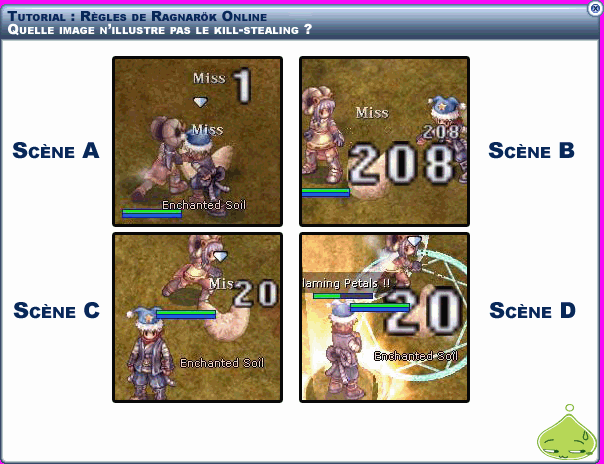 Tutorial : Règles de Ragnarök Online
Quelle image n'illustre pas le kill-stealing ?
Scène A
Miss
1
Miss
Enchanted Soil
Scène B
Miss
208
208
Scène C
Mis
20
Enchanted Soil
Scène D
laming Petals !!
20
Enchanted Soil